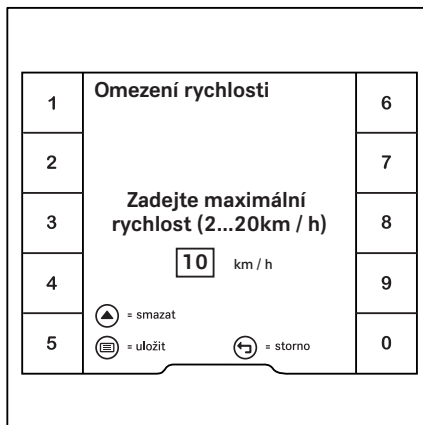 Omezení rychlosti
1
2
3
4
5
6
7
8
9
0
Zadejte maximální
rychlost (2...20km / h)
10 km / h
= smazat
= uložit
= storno